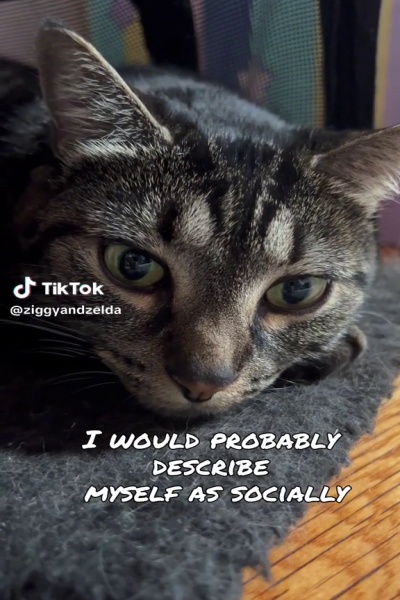 TikTok
@ziggyandzelda
I WOULD PROBABLY
DESCRIBE
MYSELF AS SOCIALLY